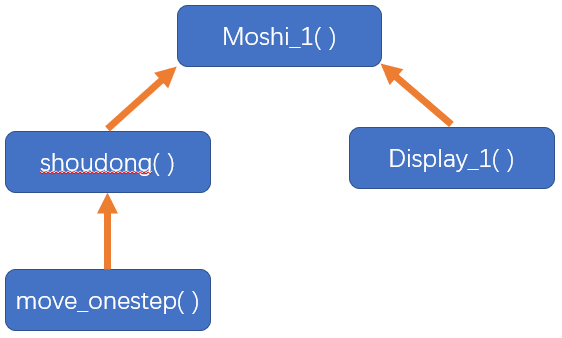 Moshi_1( )
shoudong( )
Display_1( )
move_onestep( )